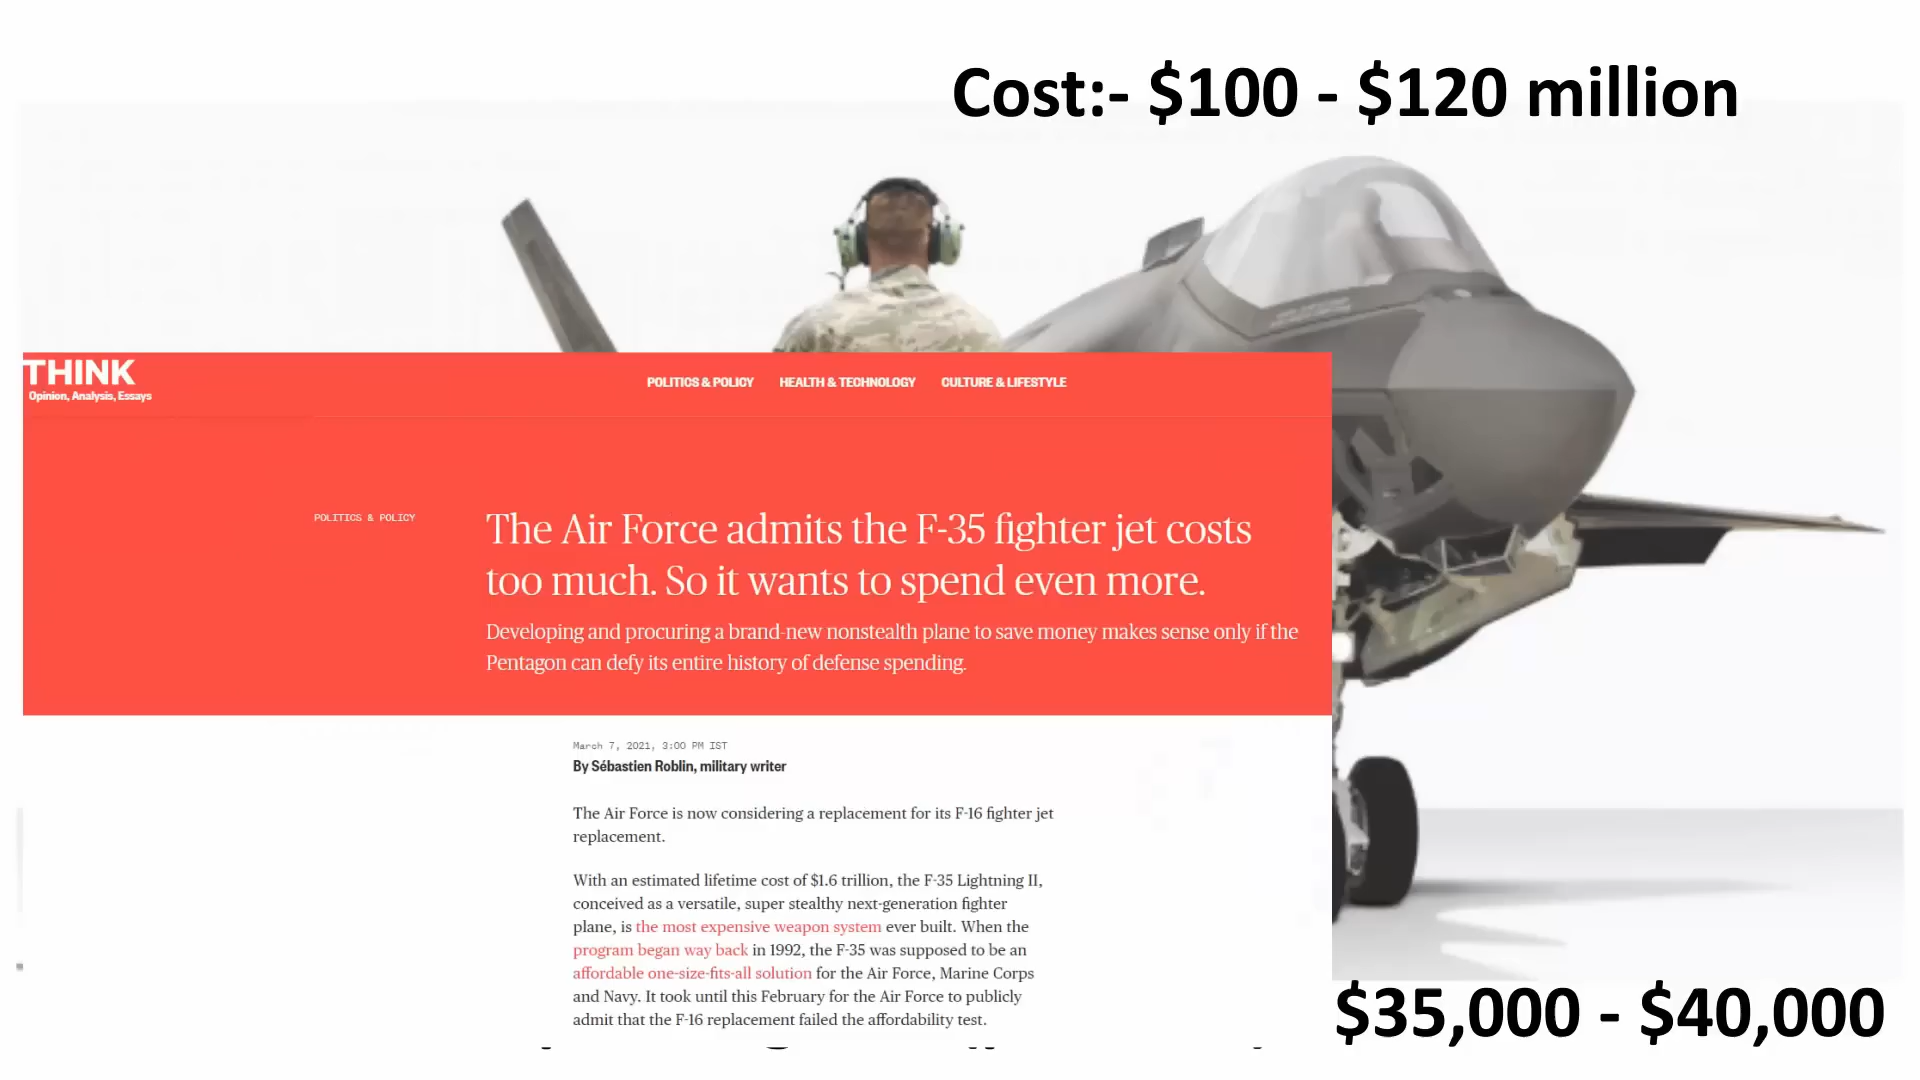 Cost:- $100 - $120 million
THINK
Opinion, Analysis, Essays
POLITICS & POLICY
HEALTH & TECHNOLOGY
CULTURE & LIFESTYLE
POLITICS & POLICY
The Air Force admits the F-35 fighter jet costs
too much. So it wants to spend even more.
Developing and procuring a brand-new nonstealth plane to save money makes sense only if the
Pentagon can defy its entire history of defense spending.
March 7, 2021, 3:00 PM IST
By Sébastien Roblin, military writer
The Air Force is now considering a replacement for its F-16 fighter jet
replacement.
With an estimated lifetime cost of $1.6 trillion, the F-35 Lightning II,
conceived as a versatile, super stealthy next-generation fighter
plane, is the most expensive weapon system ever built. When the
program began way back in 1992, the F-35 was supposed to be an
affordable one-size-fits-all solution for the Air Force, Marine Corps
and Navy. It took until this February for the Air Force to publicly
admit that the F-16 replacement failed the affordability test.
$35,000 - $40,000